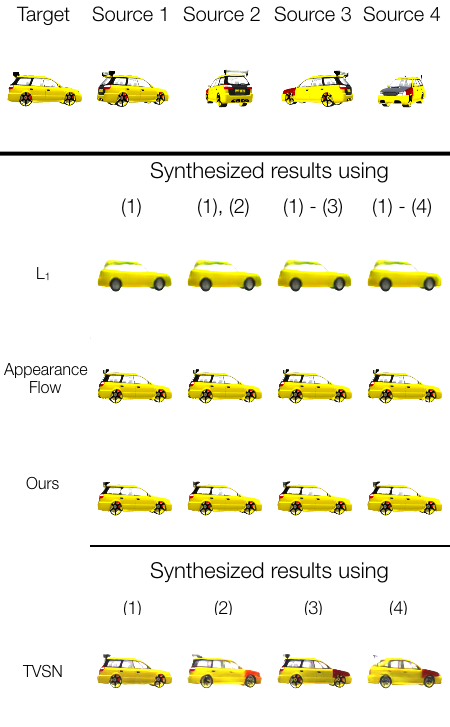 Target Source 1 Source 2 Source 3 Source 4
Synthesized results using
(1) (1), (2) (1) - (3) (1) - (4)
L₁
Appearance
Flow
Ours
Synthesized results using
(1) (2) (3) (4)
TVSN